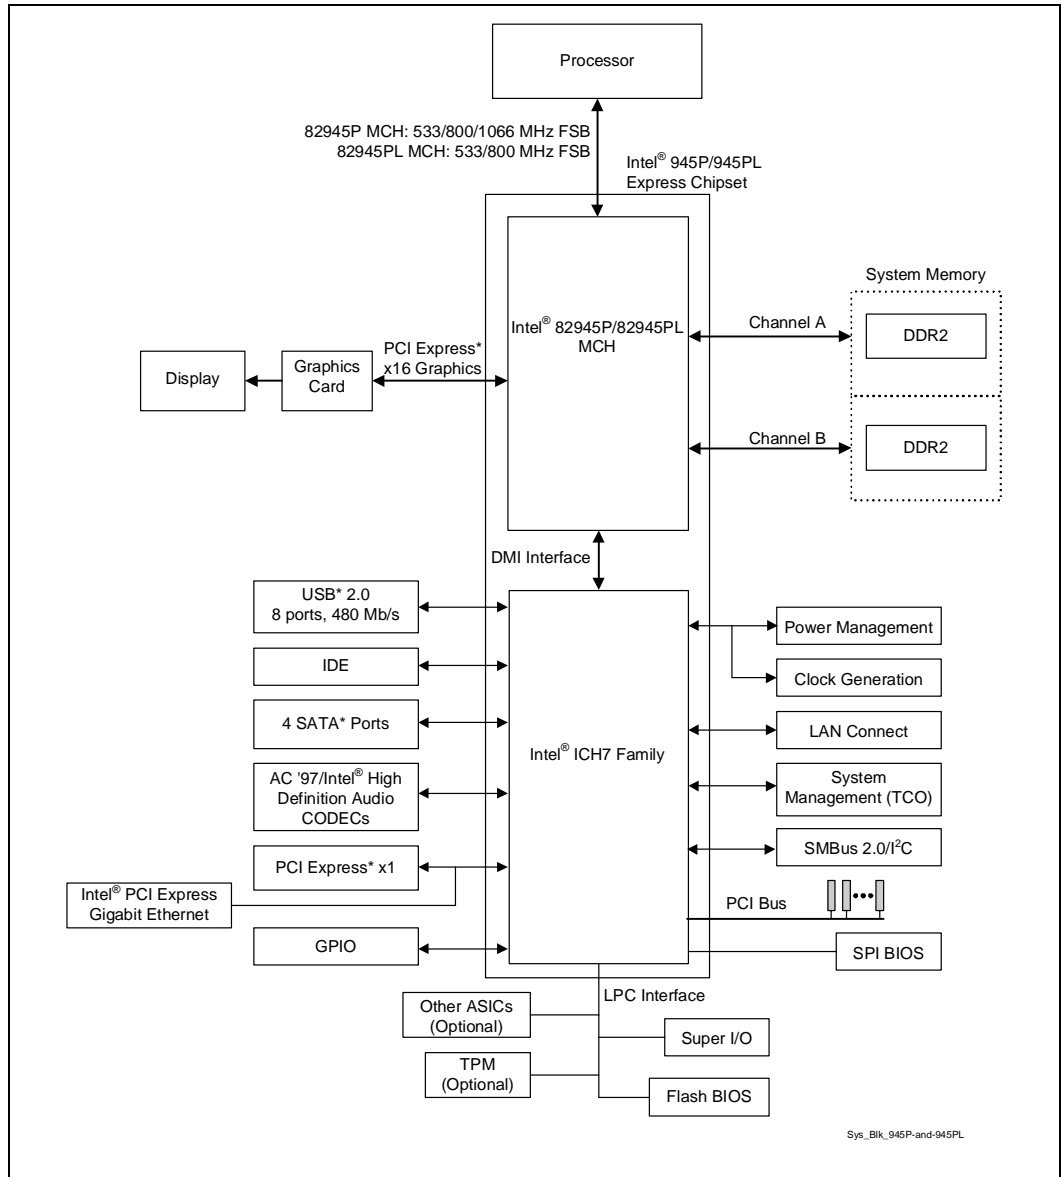 Processor
82945P MCH: 533/800/1066 MHz FSB
82945PL MCH: 533/800 MHz FSB
Intel® 945P/945PL
Express Chipset
System Memory
Intel® 82945P/82945PL
MCH
Channel A
DDR2
PCI Express*
x16 Graphics
Graphics
Card
Display
Channel B
DDR2
DMI Interface
USB* 2.0
8 ports, 480 Mb/s
Power Management
IDE
Clock Generation
4 SATA* Ports
LAN Connect
Intel® ICH7 Family
AC '97/Intel® High
Definition Audio
CODECs
System
Management (TCO)
PCI Express* x1
SMBus 2.0/I²C
Intel® PCI Express
Gigabit Ethernet
PCI Bus
GPIO
SPI BIOS
LPC Interface
Other ASICs
(Optional)
Super I/O
TPM
(Optional)
Flash BIOS
Sys_Blk_945P-and-945PL